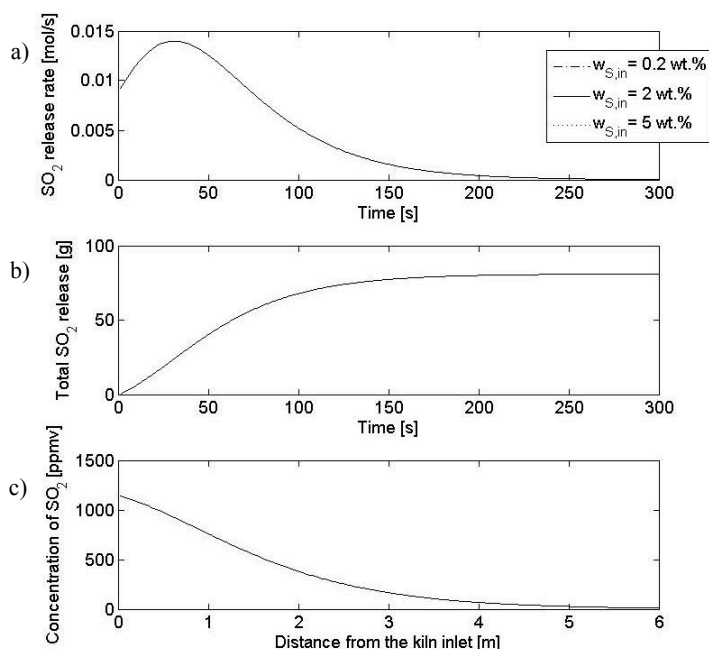 a)
SO2 release rate [mol/s]
0.015
0.01
0.005
0
w_S,in = 0.2 wt.%
w_S,in = 2 wt.%
w_S,in = 5 wt.%
0 50 100 150 200 250 300
Time [s]
b)
Total SO2 release [g]
100
50
0
0 50 100 150 200 250 300
Time [s]
c)
Concentration of SO2 [ppmv]
1500
1000
500
0
0 1 2 3 4 5 6
Distance from the kiln inlet [m]